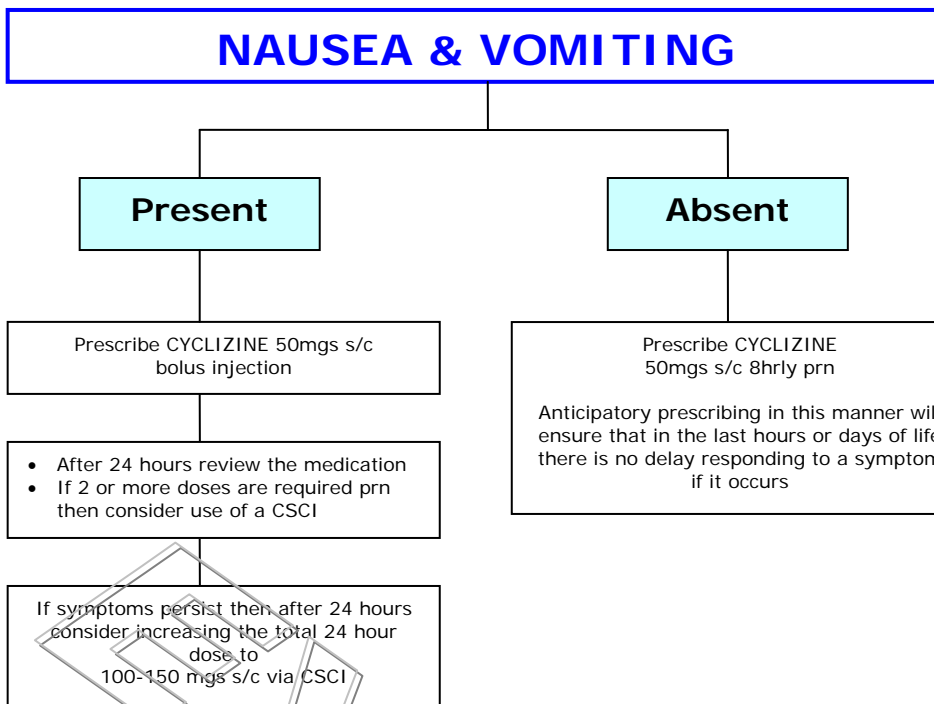 NAUSEA & VOMITING
Present
Absent
Prescribe CYCLIZINE 50mgs s/c
bolus injection
• After 24 hours review the medication
• If 2 or more doses are required prn
then consider use of a CSCI
If symptoms persist then after 24 hours
consider increasing the total 24 hour
dose to
100-150 mgs s/c via CSCI
Prescribe CYCLIZINE
50mgs s/c 8hrly prn
Anticipatory prescribing in this manner wil
ensure that in the last hours or days of life
there is no delay responding to a symptom
if it occurs